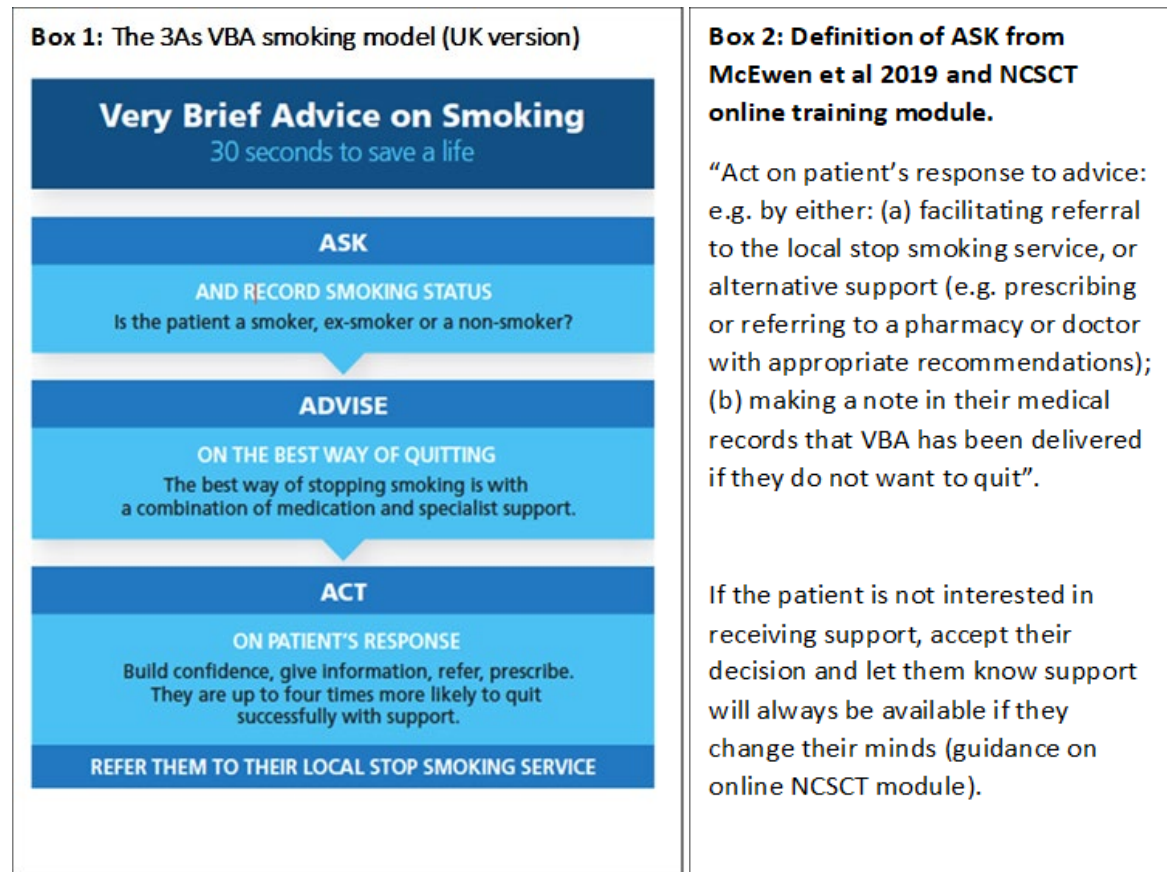 Box 1: The 3As VBA smoking model (UK version)
Very Brief Advice on Smoking
30 seconds to save a life
ASK
AND RECORD SMOKING STATUS
Is the patient a smoker, ex-smoker or a non-smoker?
ADVISE
ON THE BEST WAY OF QUITTING
The best way of stopping smoking is with
a combination of medication and specialist support.
ACT
ON PATIENT'S RESPONSE
Build confidence, give information, refer, prescribe.
They are up to four times more likely to quit
successfully with support.
REFER THEM TO THEIR LOCAL STOP SMOKING SERVICE
Box 2: Definition of ASK from
McEwen et al 2019 and NCSCT
online training module.
“Act on patient’s response to advice:
e.g. by either: (a) facilitating referral
to the local stop smoking service, or
alternative support (e.g. prescribing
or referring to a pharmacy or doctor
with appropriate recommendations);
(b) making a note in their medical
records that VBA has been delivered
if they do not want to quit”.
If the patient is not interested in
receiving support, accept their
decision and let them know support
will always be available if they
change their minds (guidance on
online NCSCT module).